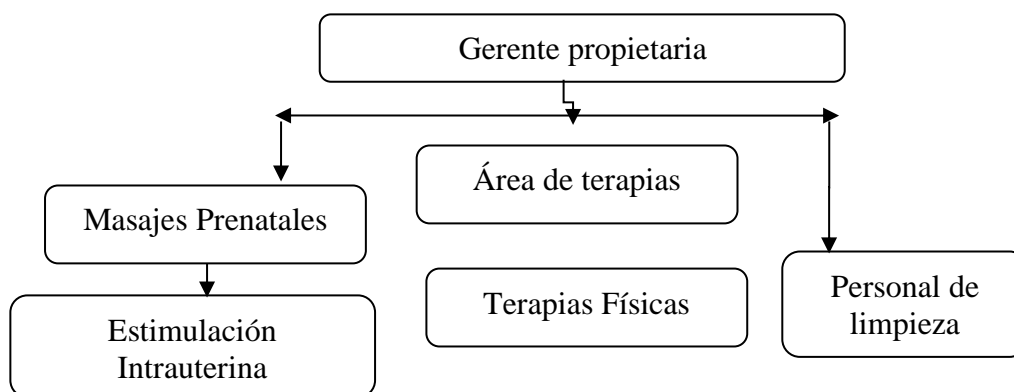 Gerente propietaria
Área de terapias
Masajes Prenatales
Terapias Físicas
Personal de
limpieza
Estimulación
Intrauterina